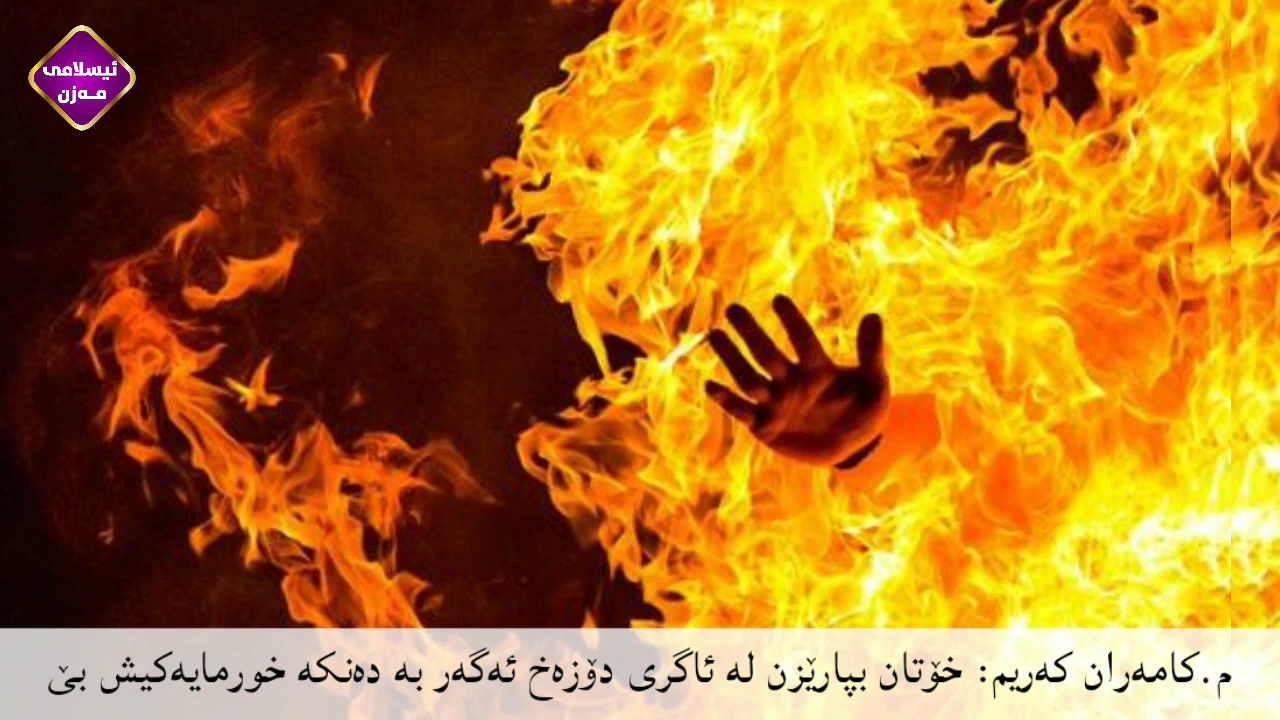 ئیسلامی
مـەزن
م.کامەران کەریم: خۆتان بپارێزن لە ئاگری دۆزەخ ئەگەر بە دەنکە خورمایەکیش بێ